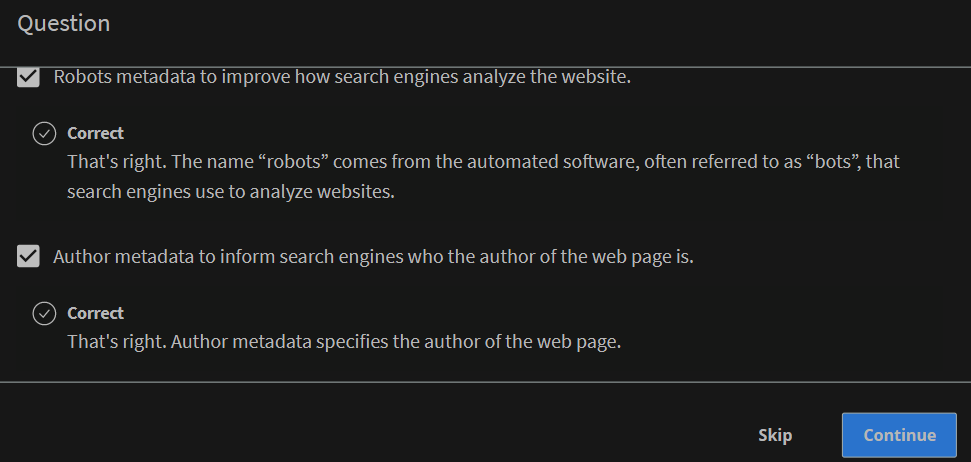 Question
Robots metadata to improve how search engines analyze the website.
Correct
That's right. The name “robots” comes from the automated software, often referred to as “bots”, that
search engines use to analyze websites.
Author metadata to inform search engines who the author of the web page is.
Correct
That's right. Author metadata specifies the author of the web page.
Skip
Continue